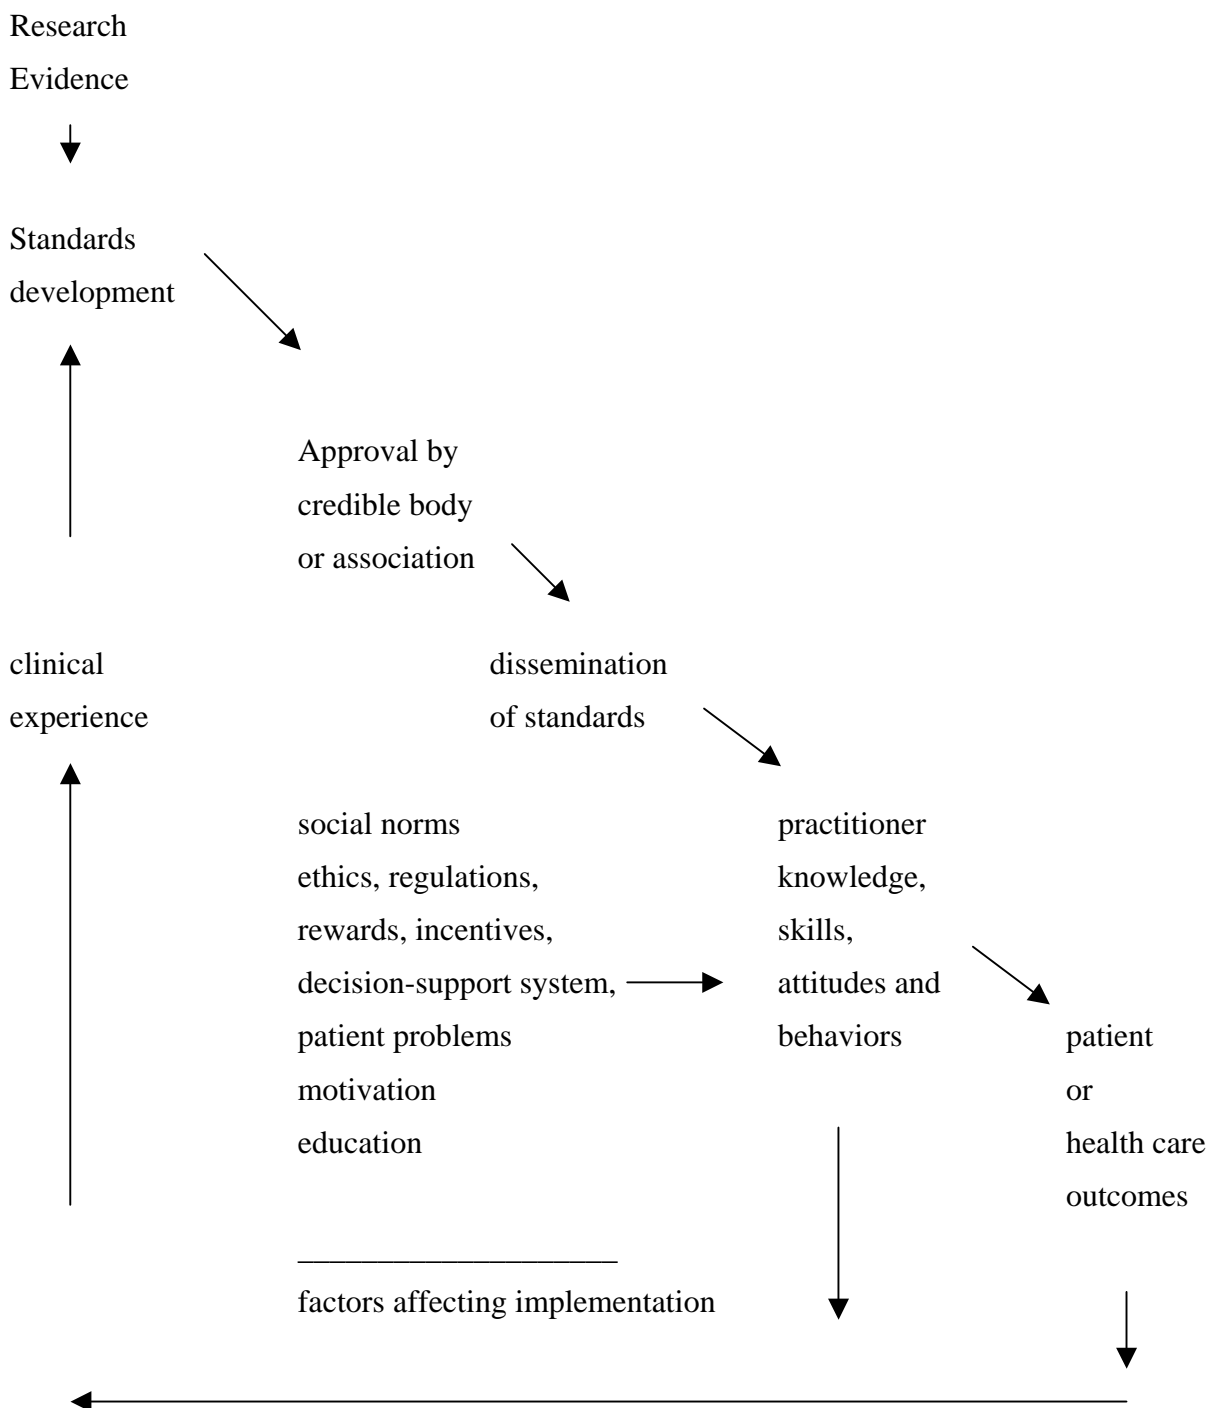 Research
Evidence
Standards
development
Approval by
credible body
or association
clinical
experience
dissemination
of standards
social norms
ethics, regulations,
rewards, incentives,
decision-support system,
patient problems
motivation
education
____________________
factors affecting implementation
practitioner
knowledge,
skills,
attitudes and
behaviors
patient
or
health care
outcomes